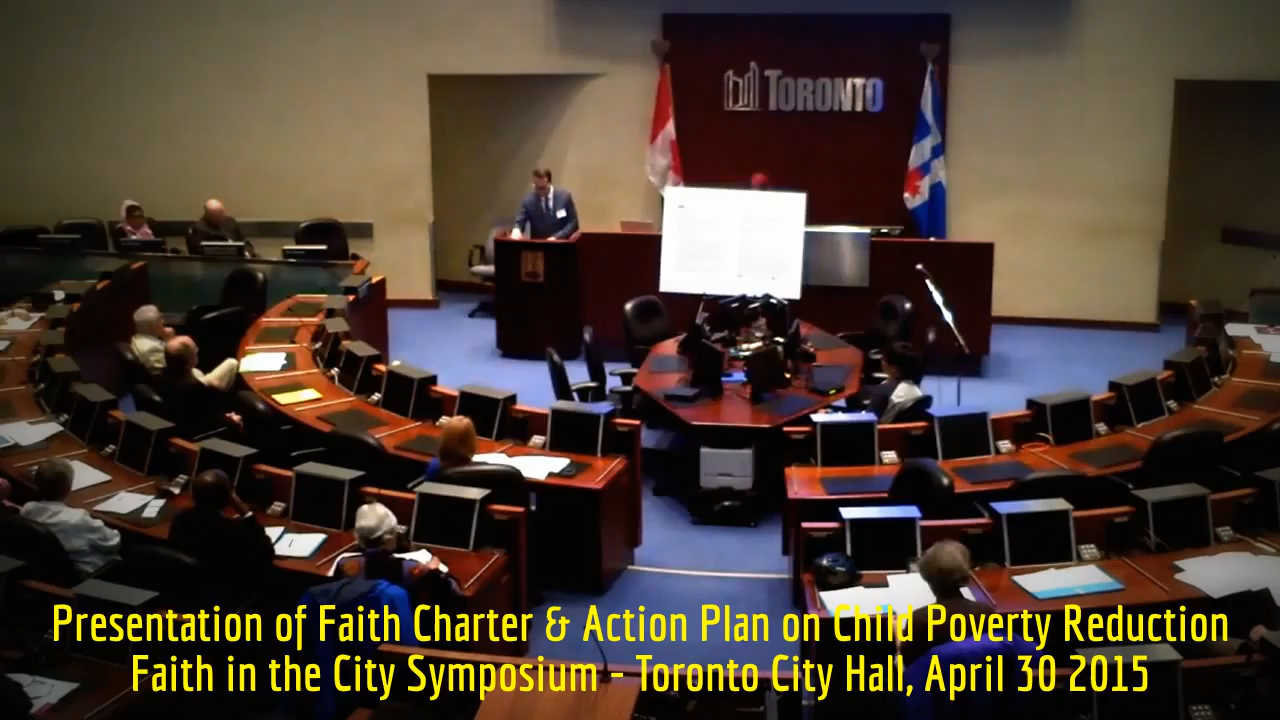 TORONTO
Presentation of Faith Charter & Action Plan on Child Poverty Reduction
Faith in the City Symposium - Toronto City Hall, April 30 2015